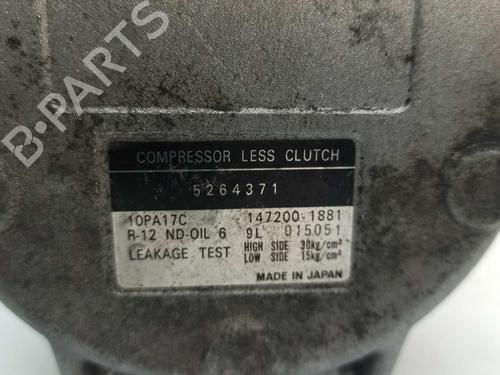 B-PARTS
COMPRESSOR LESS CLUTCH
5264371
10PA17C 147200-1881
R-12 ND-OIL 6 9L 015051
LEAKAGE TEST HIGH SIDE 30kg/cm²
LOW SIDE 15kg/cm²
MADE IN JAPAN